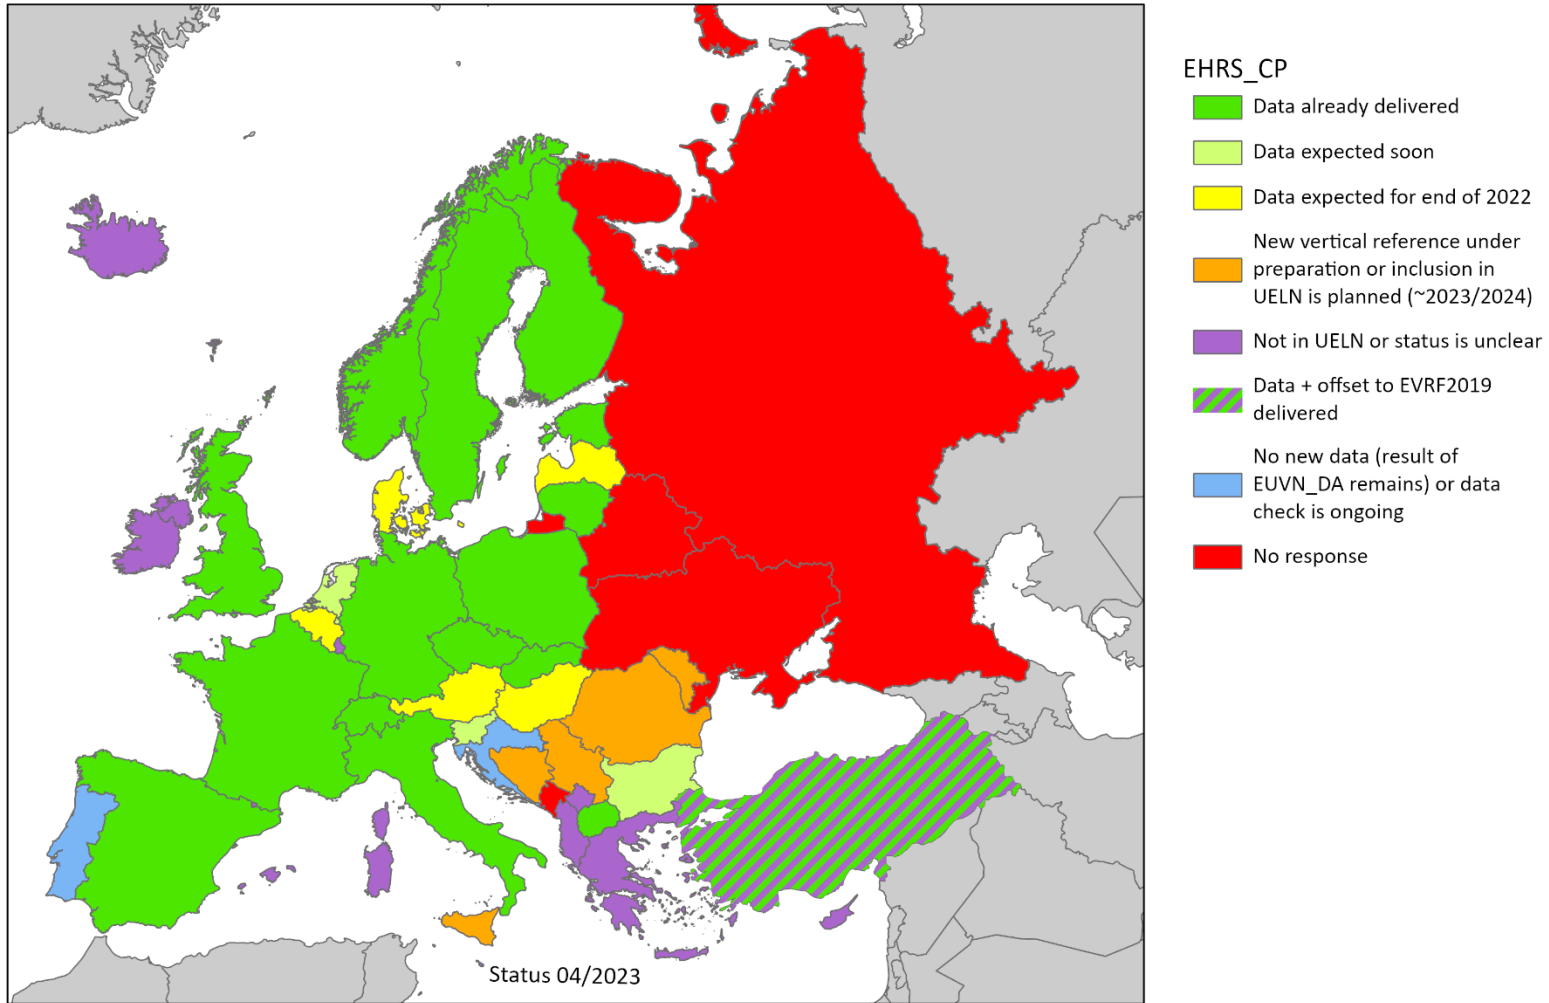 EHRS_CP
Data already delivered
Data expected soon
Data expected for end of 2022
New vertical reference under
preparation or inclusion in
UELN is planned (~2023/2024)
Not in UELN or status is unclear
Data + offset to EVRF2019
delivered
No new data (result of
EUVN_DA remains) or data
check is ongoing
No response
Status 04/2023